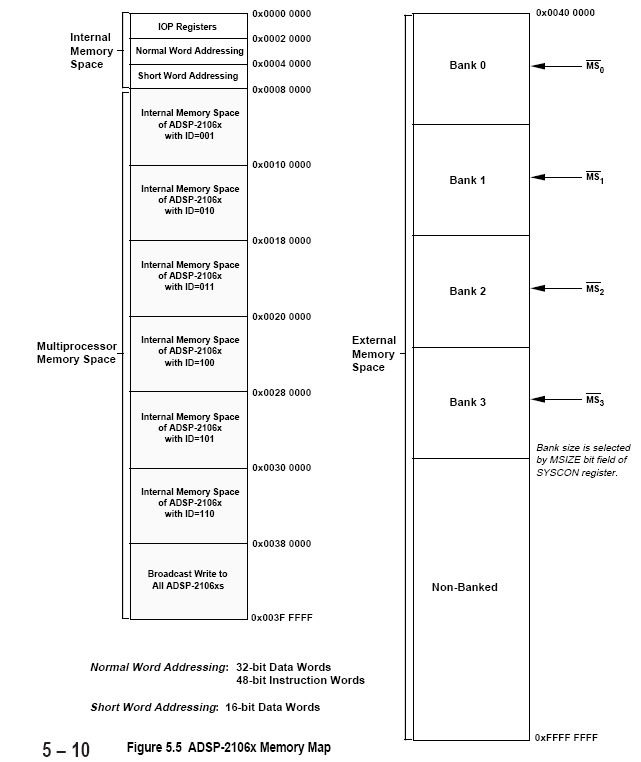 Internal
Memory
Space
IOP Registers
Normal Word Addressing
Short Word Addressing
0x0000 0000
0x0002 0000
0x0004 0000
0x0008 0000
Internal Memory Space
of ADSP-2106x
with ID=001
0x0010 0000
Internal Memory Space
of ADSP-2106x
with ID=010
0x0018 0000
Internal Memory Space
of ADSP-2106x
with ID=011
0x0020 0000
Multiprocessor
Memory Space
Internal Memory Space
of ADSP-2106x
with ID=100
0x0028 0000
Internal Memory Space
of ADSP-2106x
with ID=101
0x0030 0000
Internal Memory Space
of ADSP-2106x
with ID=110
0x0038 0000
Broadcast Write to
All ADSP-2106xs
0x003F FFFF
External
Memory
Space
0x0040 0000
Bank 0
MS0
Bank 1
MS1
Bank 2
MS2
Bank 3
MS3
Bank size is selected
by MSIZE bit field of
SYSCON register.
Non-Banked
0xFFFF FFFF
Normal Word Addressing: 32-bit Data Words
48-bit Instruction Words
Short Word Addressing: 16-bit Data Words
5 – 10 Figure 5.5 ADSP-2106x Memory Map